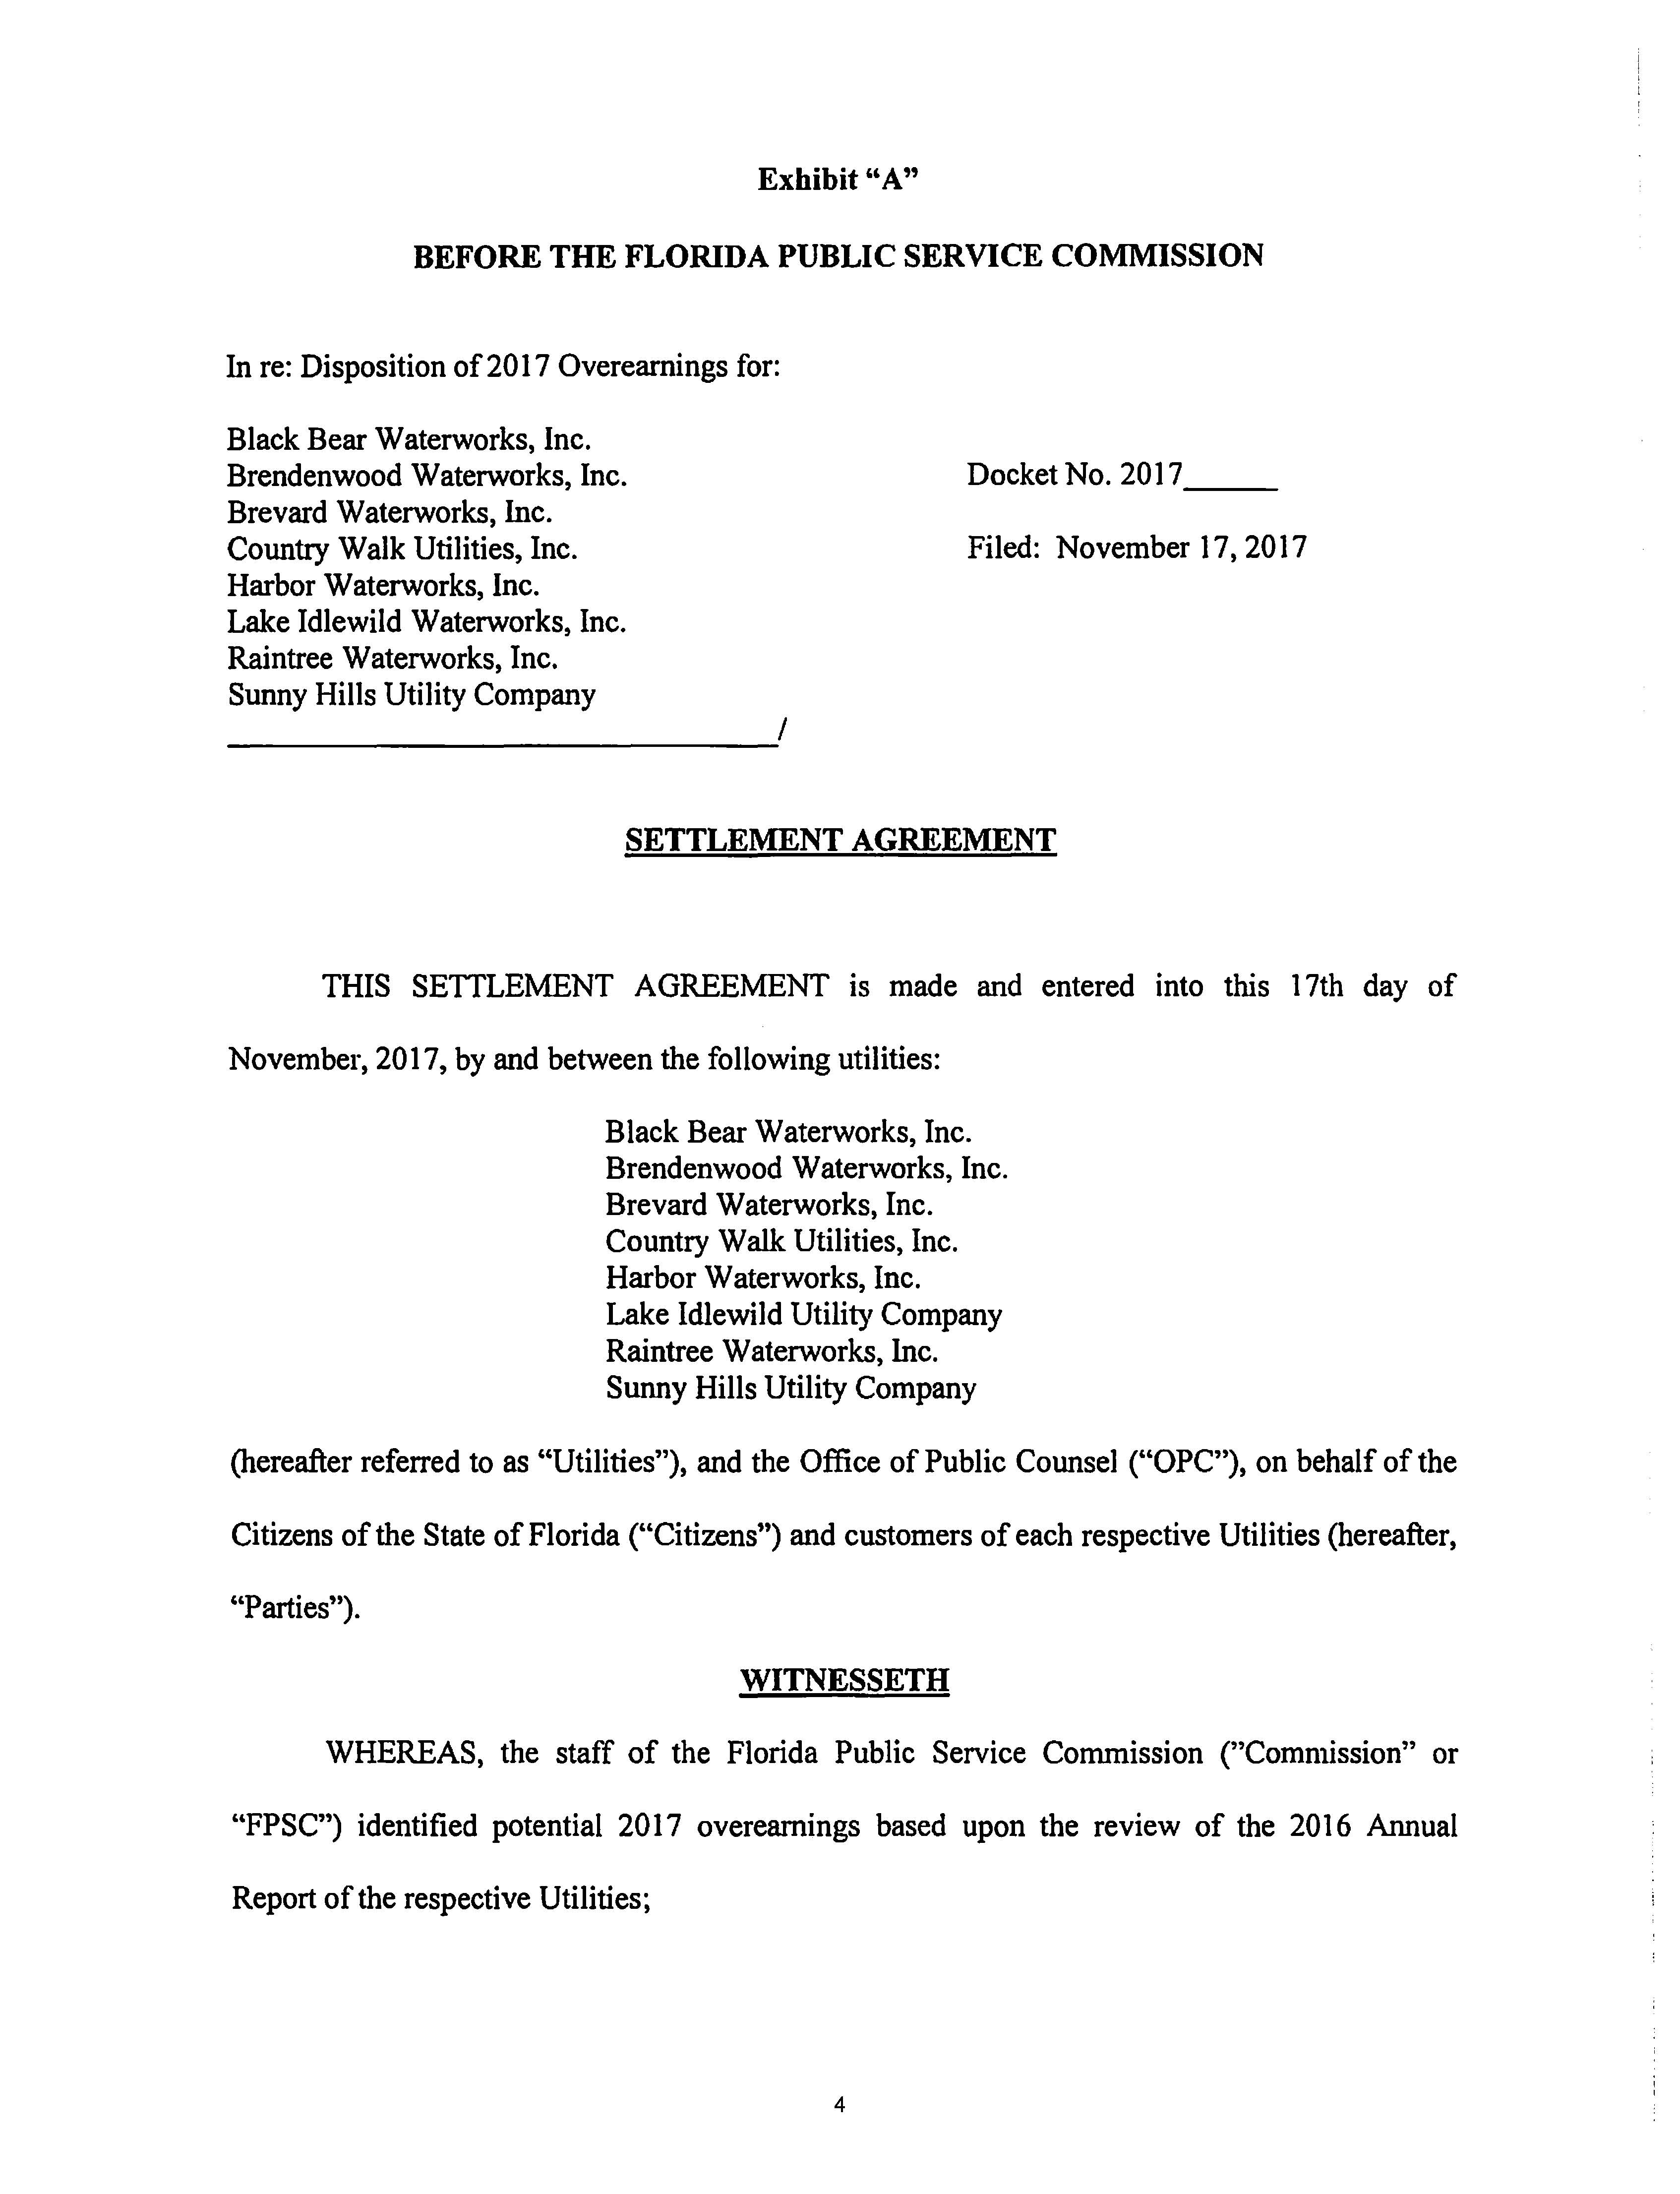 Exhibit “A”
BEFORE THE FLORIDA PUBLIC SERVICE COMMISSION
In re: Disposition of 2017 Overearnings for:
Black Bear Waterworks, Inc.
Brendenwood Waterworks, Inc.
Docket No. 2017______
Brevard Waterworks, Inc.
Country Walk Utilities, Inc.
Filed: November 17, 2017
Harbor Waterworks, Inc.
Lake Idlewild Waterworks, Inc.
Raintree Waterworks, Inc.
Sunny Hills Utility Company
___________________________________/
SETTLEMENT AGREEMENT
THIS SETTLEMENT AGREEMENT is made and entered into this 17th day of
November, 2017, by and between the following utilities:
Black Bear Waterworks, Inc.
Brendenwood Waterworks, Inc.
Brevard Waterworks, Inc.
Country Walk Utilities, Inc.
Harbor Waterworks, Inc.
Lake Idlewild Utility Company
Raintree Waterworks, Inc.
Sunny Hills Utility Company
(hereafter referred to as “Utilities”), and the Office of Public Counsel (“OPC”), on behalf of the
Citizens of the State of Florida (“Citizens”) and customers of each respective Utilities (hereafter,
“Parties”).
WITNESSETH
WHEREAS, the staff of the Florida Public Service Commission (”Commission” or
“FPSC”) identified potential 2017 overearnings based upon the review of the 2016 Annual
Report of the respective Utilities;
4